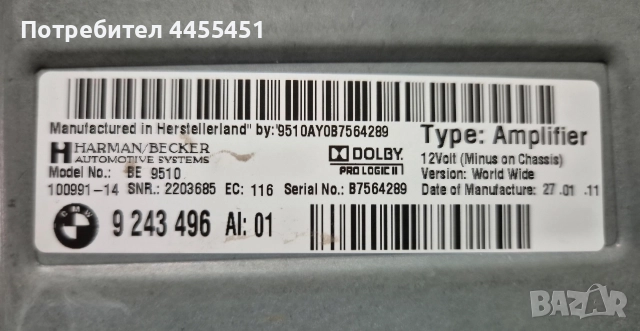 Потребител 4455451
Manufactured in Herstellerland" by:'9510AY0B7564289
HARMAN/BECKER
AUTOMOTIVE SYSTEMS
DOLBY
PRO LOGIC II
Type: Amplifier
12Volt (Minus on Chassis)
Version: World Wide
Date of Manufacture: 27 .01 .11
Model No.: BE 9510
100991-14 SNR.: 2203685 EC: 116 Serial No.: B7564289
BMW 9 243 496 AI: 01
BAZAR